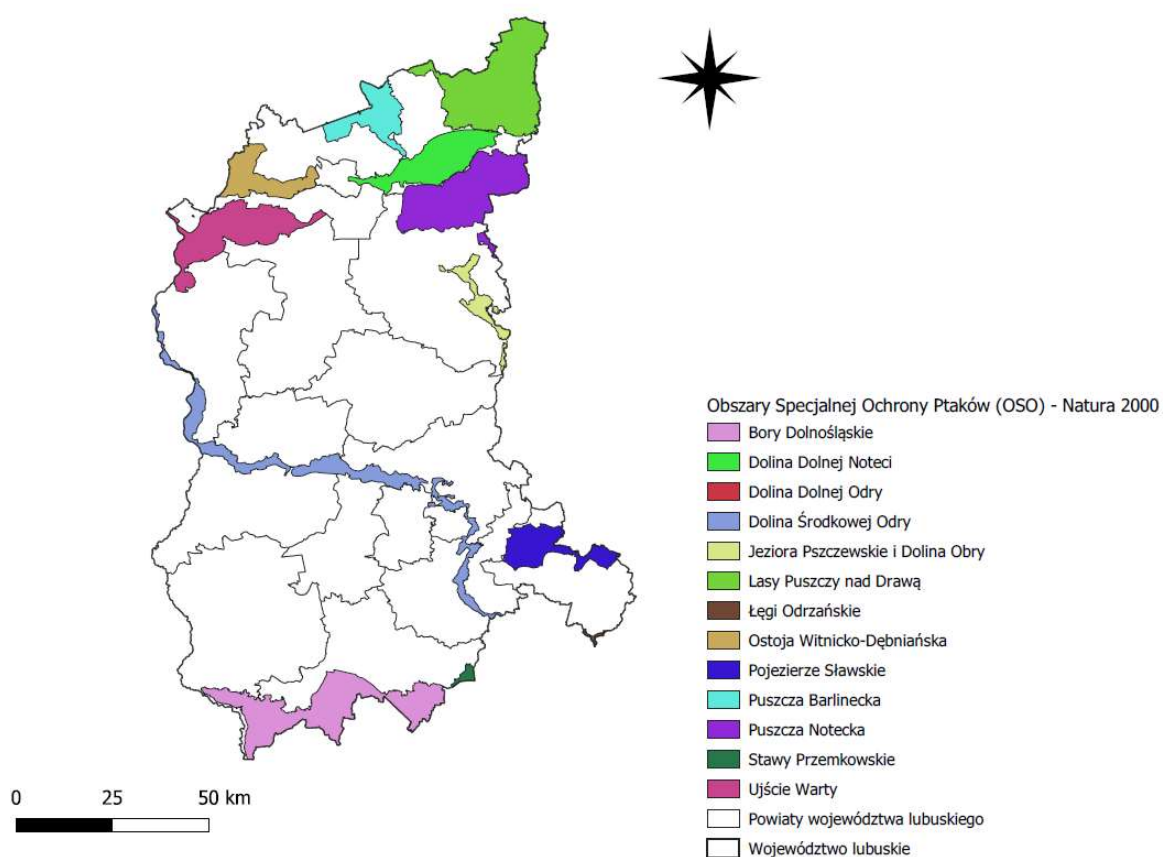 Obszary Specjalnej Ochrony Ptaków (OSO) - Natura 2000
Bory Dolnośląskie
Dolina Dolnej Noteci
Dolina Dolnej Odry
Dolina Środkowej Odry
Jeziora Pszczewskie i Dolina Obry
Lasy Puszczy nad Drawą
Łęgi Odrzańskie
Ostoja Witnicko-Dębniańska
Pojezierze Sławskie
Puszcza Barlinecka
Puszcza Notecka
Stawy Przemkowskie
Ujście Warty
Powiaty województwa lubuskiego
Województwo lubuskie
0 25 50 km